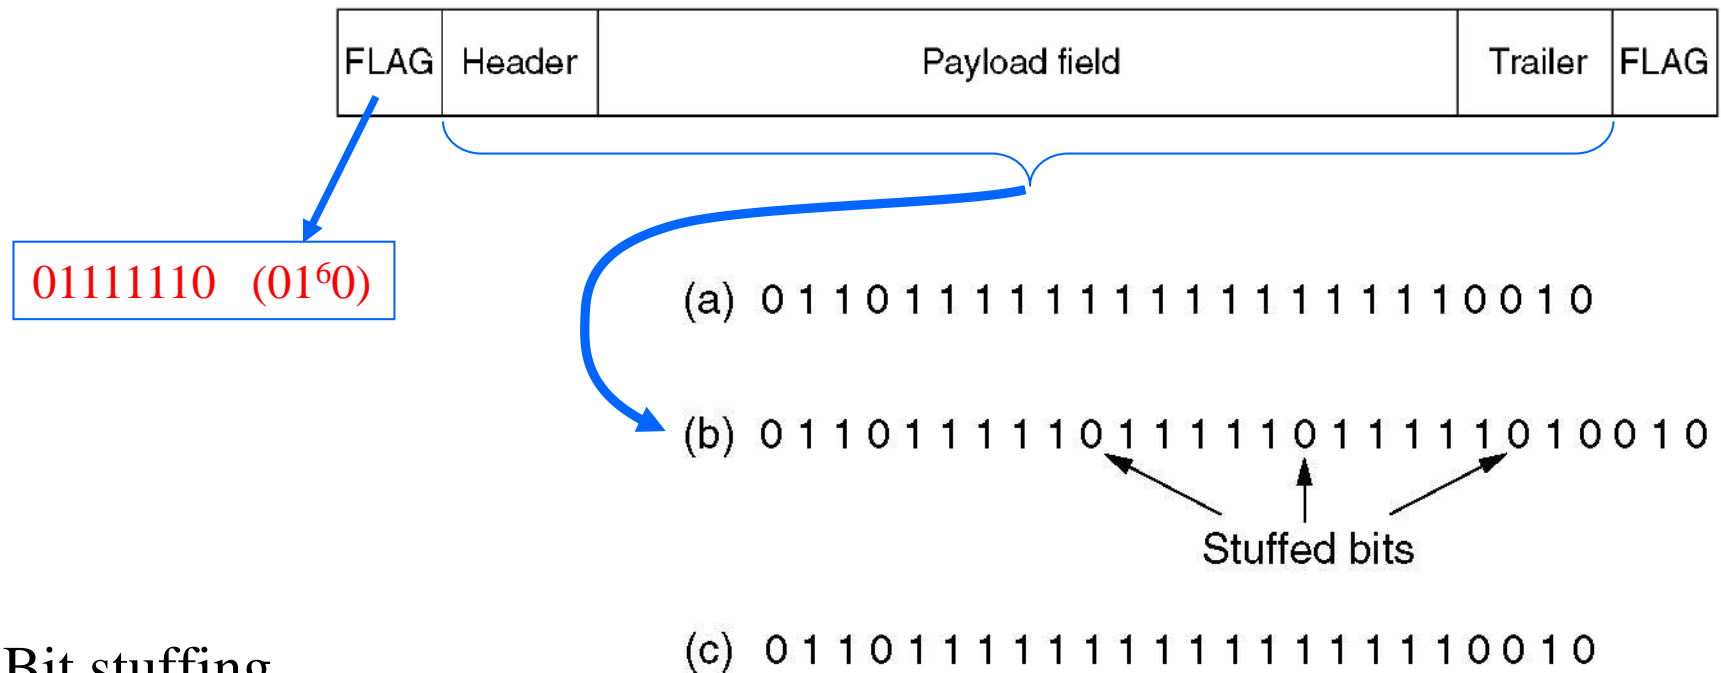 FLAG Header Payload field Trailer FLAG
01111110 (01⁶0)
(a) 0 1 1 0 1 1 1 1 1 1 1 1 1 1 1 1 1 1 1 1 0 0 1 0
(b) 0 1 1 0 1 1 1 1 1 0 1 1 1 1 1 0 1 1 1 1 1 0 1 0 0 1 0
Stuffed bits
(c) 0 1 1 0 1 1 1 1 1 1 1 1 1 1 1 1 1 1 1 1 0 0 1 0
Bit stuffing